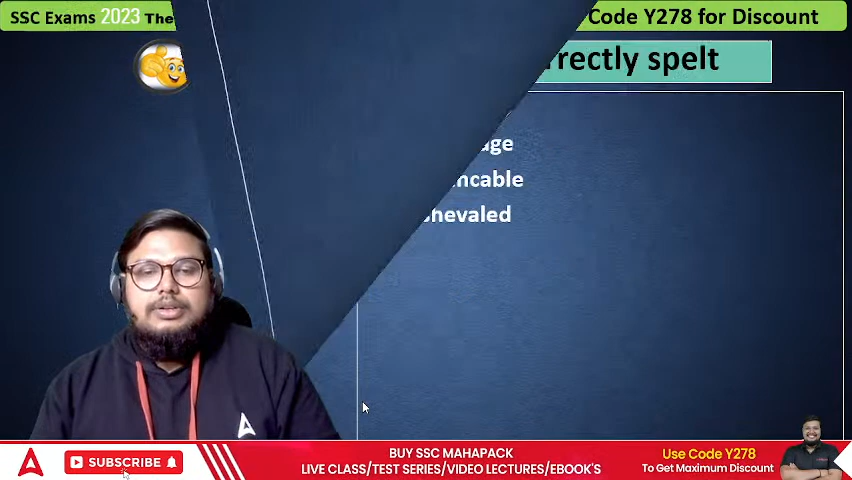 SSC Exams 2023 The
Code Y278 for Discount
rrectly spelt
age
ncable
hevaled
SUBSCRIBE
BUY SSC MAHAPACK
LIVE CLASS/TEST SERIES/VIDEO LECTURES/EBOOK'S
Use Code Y278
To Get Maximum Discount